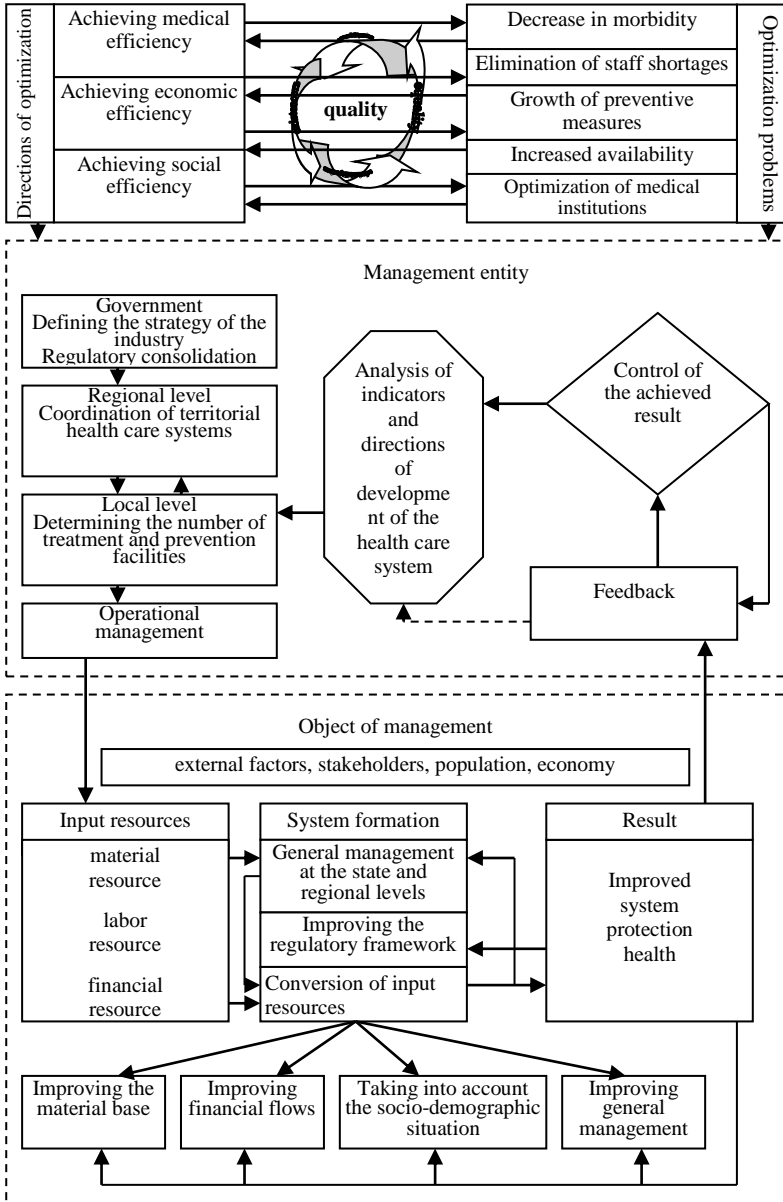 Directions of optimization
Achieving medical
efficiency
Achieving economic
efficiency
Achieving social
efficiency
quality
Decrease in morbidity
Elimination of staff shortages
Growth of preventive
measures
Increased availability
Optimization of medical
institutions
Optimization problems
Management entity
Government
Defining the strategy of the
industry
Regulatory consolidation
Regional level
Coordination of territorial
health care systems
Local level
Determining the number of
treatment and prevention
facilities
Operational
management
Analysis of
indicators
and
directions
of
developme
nt of the
health care
system
Control of
the achieved
result
Feedback
Object of management
external factors, stakeholders, population, economy
Input resources
material
resource
labor
resource
financial
resource
System formation
General management
at the state and
regional levels
Improving the
regulatory framework
Conversion of input
resources
Result
Improved
system
protection
health
Improving the
material base
Improving
financial flows
Taking into account
the socio-demographic
situation
Improving
general
management